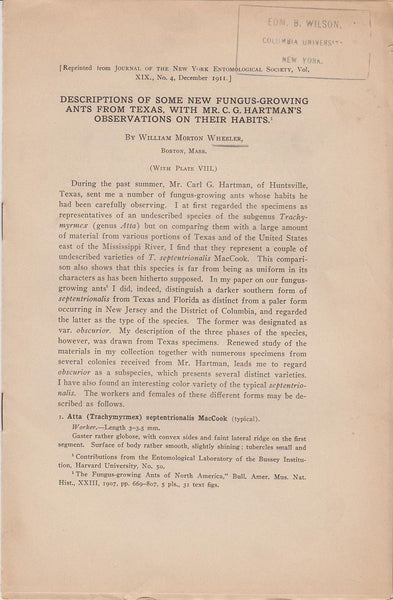 EDM. B. WILSON,
COLUMBIA UNIVERSITY
NEW YORK.
[Reprinted from Journal of the New York Entomological Society, Vol.
XIX., No. 4, December 1911.]
DESCRIPTIONS OF SOME NEW FUNGUS-GROWING
ANTS FROM TEXAS, WITH MR. C. G. HARTMAN'S
OBSERVATIONS ON THEIR HABITS.¹
By William Morton Wheeler,
Boston, Mass.
(With Plate VIII.)
During the past summer, Mr. Carl G. Hartman, of Huntsville,
Texas, sent me a number of fungus-growing ants whose habits he
had been carefully observing. I at first regarded the specimens as
representatives of an undescribed species of the subgenus Trachy-
myrmex (genus Atta) but on comparing them with a large amount
of material from various portions of Texas and of the United States
east of the Mississippi River, I find that they represent a couple of
undescribed varieties of T. septentrionalis MacCook. This compari-
son also shows that this species is far from being as uniform in its
characters as has been hitherto supposed. In my paper on our fungus-
growing ants² I did, indeed, distinguish a darker southern form of
septentrionalis from Texas and Florida as distinct from a paler form
occurring in New Jersey and the District of Columbia, and regarded
the latter as the type of the species. The former was designated as
var. obscurior. My description of the three phases of the species,
however, was drawn from Texas specimens. Renewed study of the
materials in my collection together with numerous specimens from
several colonies received from Mr. Hartman, leads me to regard
obscurior as a subspecies, which presents several distinct varieties.
I have also found an interesting color variety of the typical septentrio-
nalis. The workers and females of these different forms may be de-
scribed as follows.
1. Atta (Trachymyrmex) septentrionalis MacCook (typical).
Worker.—Length 3-3.5 mm.
Gaster rather globose, with convex sides and faint lateral ridge on the first
segment. Surface of body rather smooth, slightly shining; tubercles small and
¹ Contributions from the Entomological Laboratory of the Bussey Institu-
tion, Harvard University, No. 50.
² The Fungus-growing Ants of North America," Bull. Amer. Mus. Nat.
Hist., XXIII, 1907, pp. 669-807, 5 pls., 31 text figs.